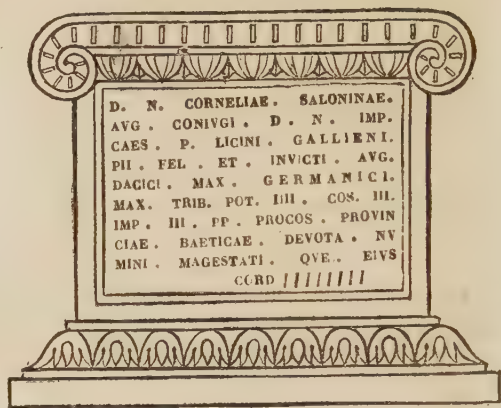 D. N. CORNELIAE. SALONINAE.
AVG . CONIVGI . D . N . IMP.
CAES . P. LICINI . GALLIENI.
PII . FEL . ET . INVICTI . AVG.
DACICI . MAX . GERMANICI.
MAX. TRIB. POT. IIII . COS. III.
IMP . III . PP . PROCOS . PROVIN
CIAE . BAETICAE . DEVOTA . NV
MINI . MAGESTATI . QVE . EIVS
CORD ////////